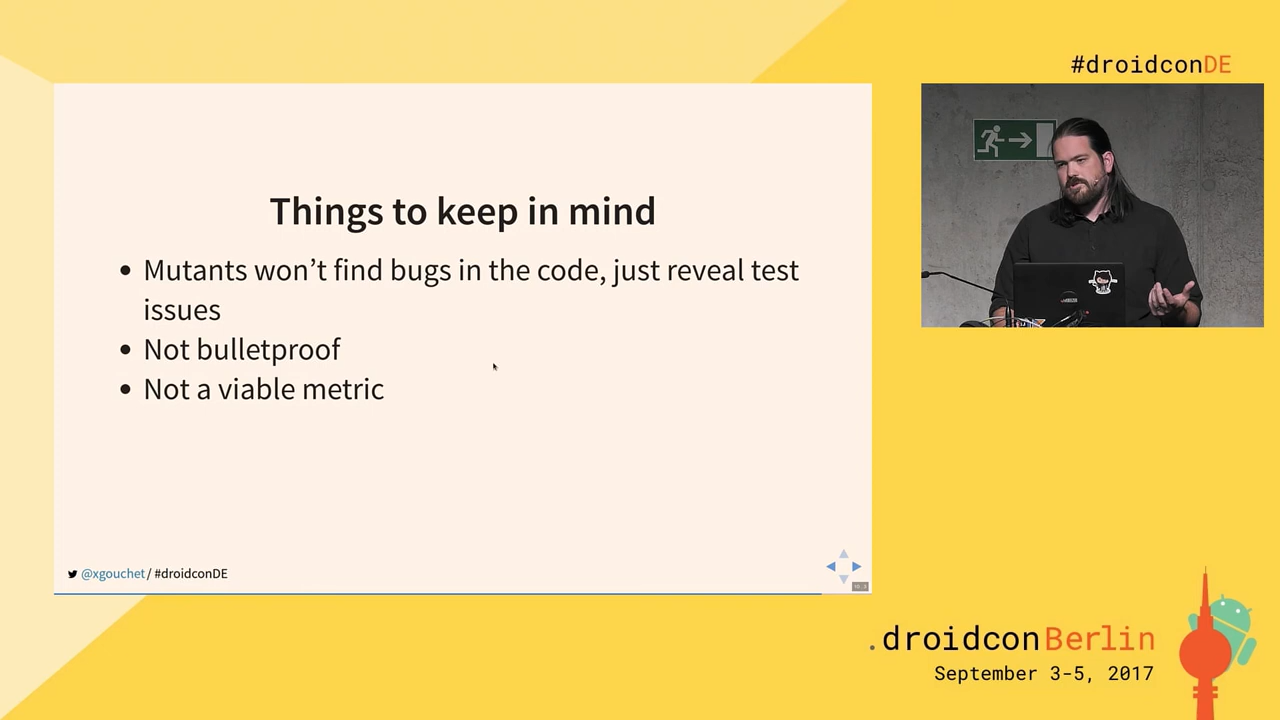 #droidconDE
Things to keep in mind
• Mutants won’t find bugs in the code, just reveal test
issues
• Not bulletproof
• Not a viable metric
@xgouchet / #droidconDE
.droidconBerlin
September 3-5, 2017